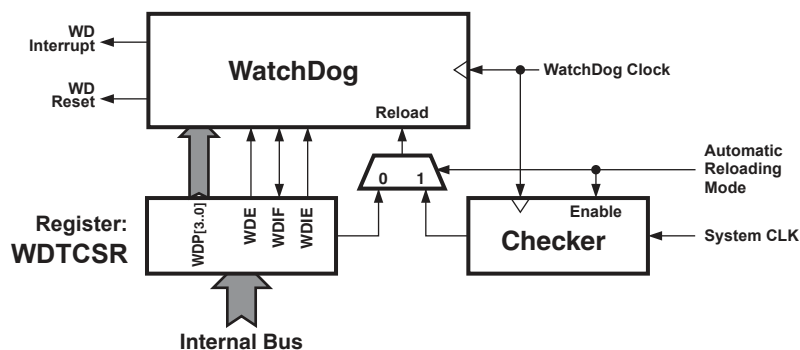 WD
Interrupt
WD
Reset
WatchDog
Reload
WatchDog Clock
Automatic
Reloading
Mode
0 1
Register:
WDTCSR
WDP[3..0]
WDE
WDIF
WDIE
Enable
Checker
System CLK
Internal Bus